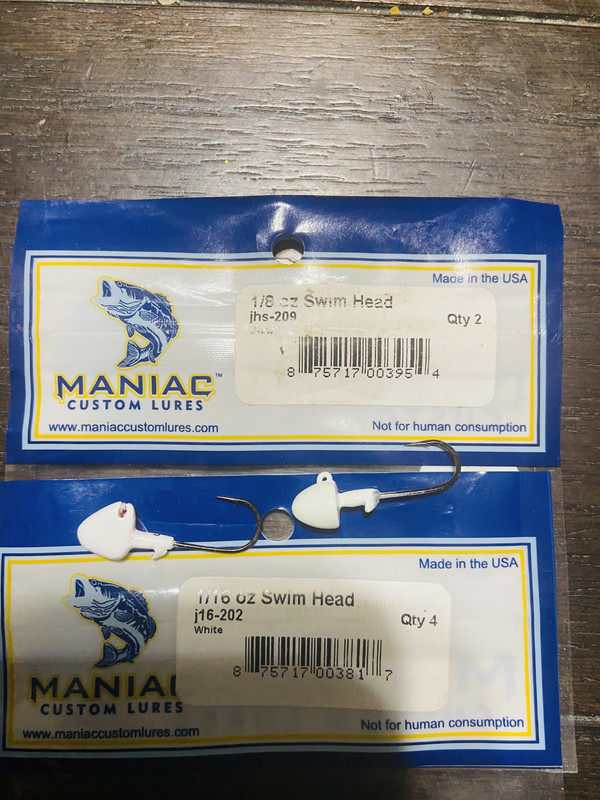 Made in the USA
1/8 oz Swim Head
jhs-209
Qty 2
8 75717 00395 4
MANIAC™
CUSTOM LURES
www.maniaccustomlures.com
Not for human consumption
Made in the USA
1/16 oz Swim Head
j16-202
Qty 4
White
8 75717 00381 7
MANIAC
CUSTOM LURES
www.maniaccustomlures.com
Not for human consumption